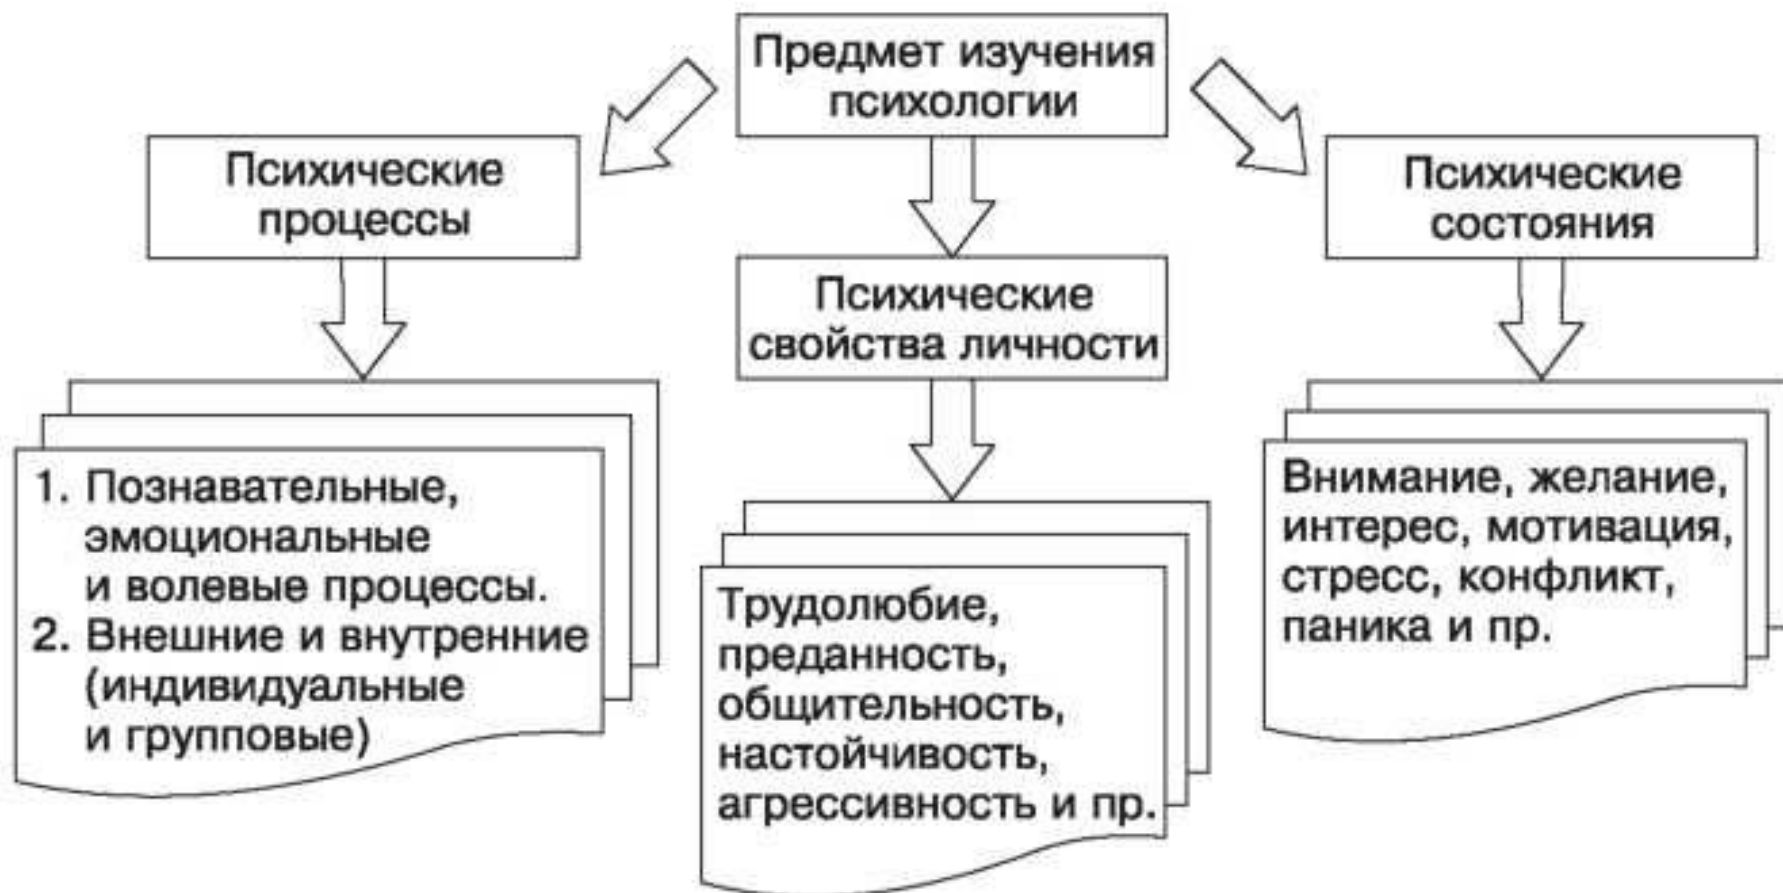 Предмет изучения
психологии
Психические
процессы
Психические
свойства личности
Психические
состояния
1. Познавательные,
эмоциональные
и волевые процессы.
2. Внешние и внутренние
(индивидуальные
и групповые)
Трудолюбие,
преданность,
общительность,
настойчивость,
агрессивность и пр.
Внимание, желание,
интерес, мотивация,
стресс, конфликт,
паника и пр.